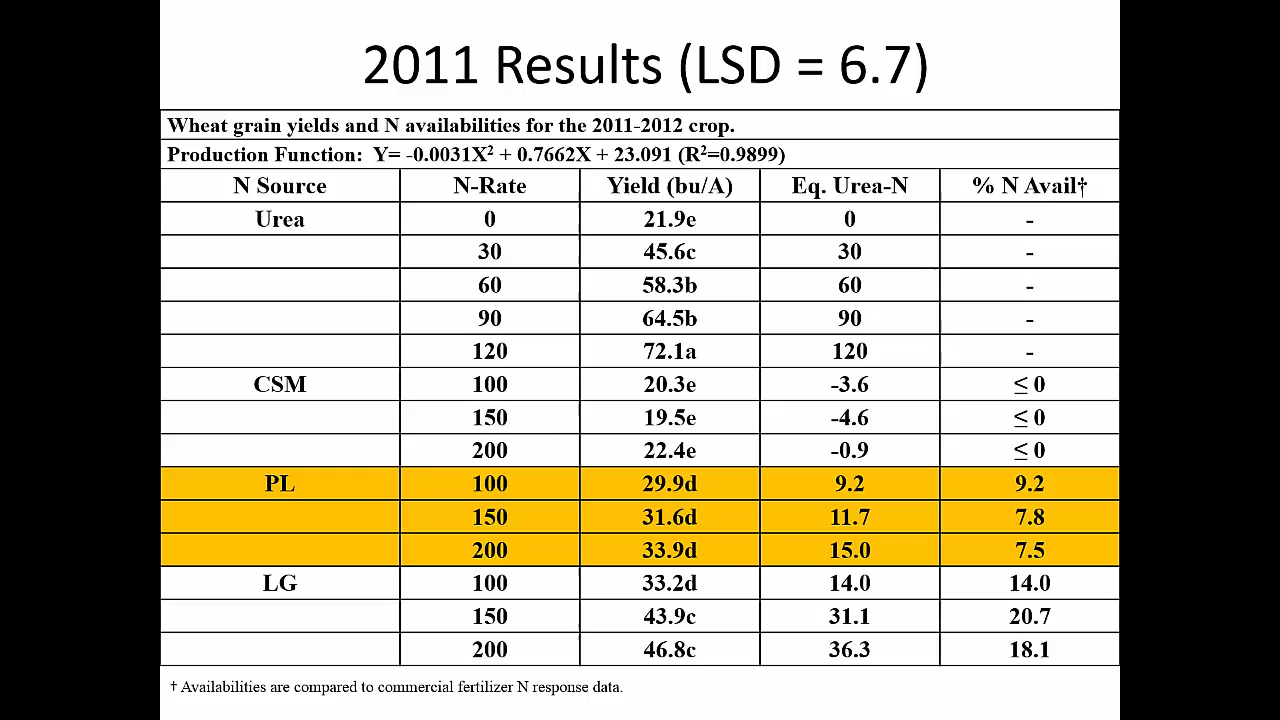 2011 Results (LSD = 6.7)
Wheat grain yields and N availabilities for the 2011-2012 crop.
Production Function:  Y= -0.0031X² + 0.7662X + 23.091 (R²=0.9899)
N Source N-Rate Yield (bu/A) Eq. Urea-N % N Avail†
Urea 0 21.9e 0 -
30 45.6c 30 -
60 58.3b 60 -
90 64.5b 90 -
120 72.1a 120 -
CSM 100 20.3e -3.6 ≤ 0
150 19.5e -4.6 ≤ 0
200 22.4e -0.9 ≤ 0
PL 100 29.9d 9.2 9.2
150 31.6d 11.7 7.8
200 33.9d 15.0 7.5
LG 100 33.2d 14.0 14.0
150 43.9c 31.1 20.7
200 46.8c 36.3 18.1
† Availabilities are compared to commercial fertilizer N response data.